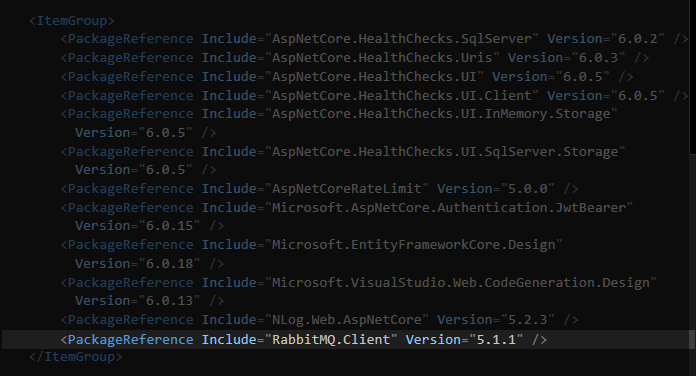 <ItemGroup>
<PackageReference Include="AspNetCore.HealthChecks.SqlServer" Version="6.0.2" />
<PackageReference Include="AspNetCore.HealthChecks.Uris" Version="6.0.3" />
<PackageReference Include="AspNetCore.HealthChecks.UI" Version="6.0.5" />
<PackageReference Include="AspNetCore.HealthChecks.UI.Client" Version="6.0.5" />
<PackageReference Include="AspNetCore.HealthChecks.UI.InMemory.Storage"
Version="6.0.5" />
<PackageReference Include="AspNetCore.HealthChecks.UI.SqlServer.Storage"
Version="6.0.5" />
<PackageReference Include="AspNetCoreRateLimit" Version="5.0.0" />
<PackageReference Include="Microsoft.AspNetCore.Authentication.JwtBearer"
Version="6.0.15" />
<PackageReference Include="Microsoft.EntityFrameworkCore.Design"
Version="6.0.18" />
<PackageReference Include="Microsoft.VisualStudio.Web.CodeGeneration.Design"
Version="6.0.13" />
<PackageReference Include="NLog.Web.AspNetCore" Version="5.2.3" />
<PackageReference Include="RabbitMQ.Client" Version="5.1.1" />
</ItemGroup>